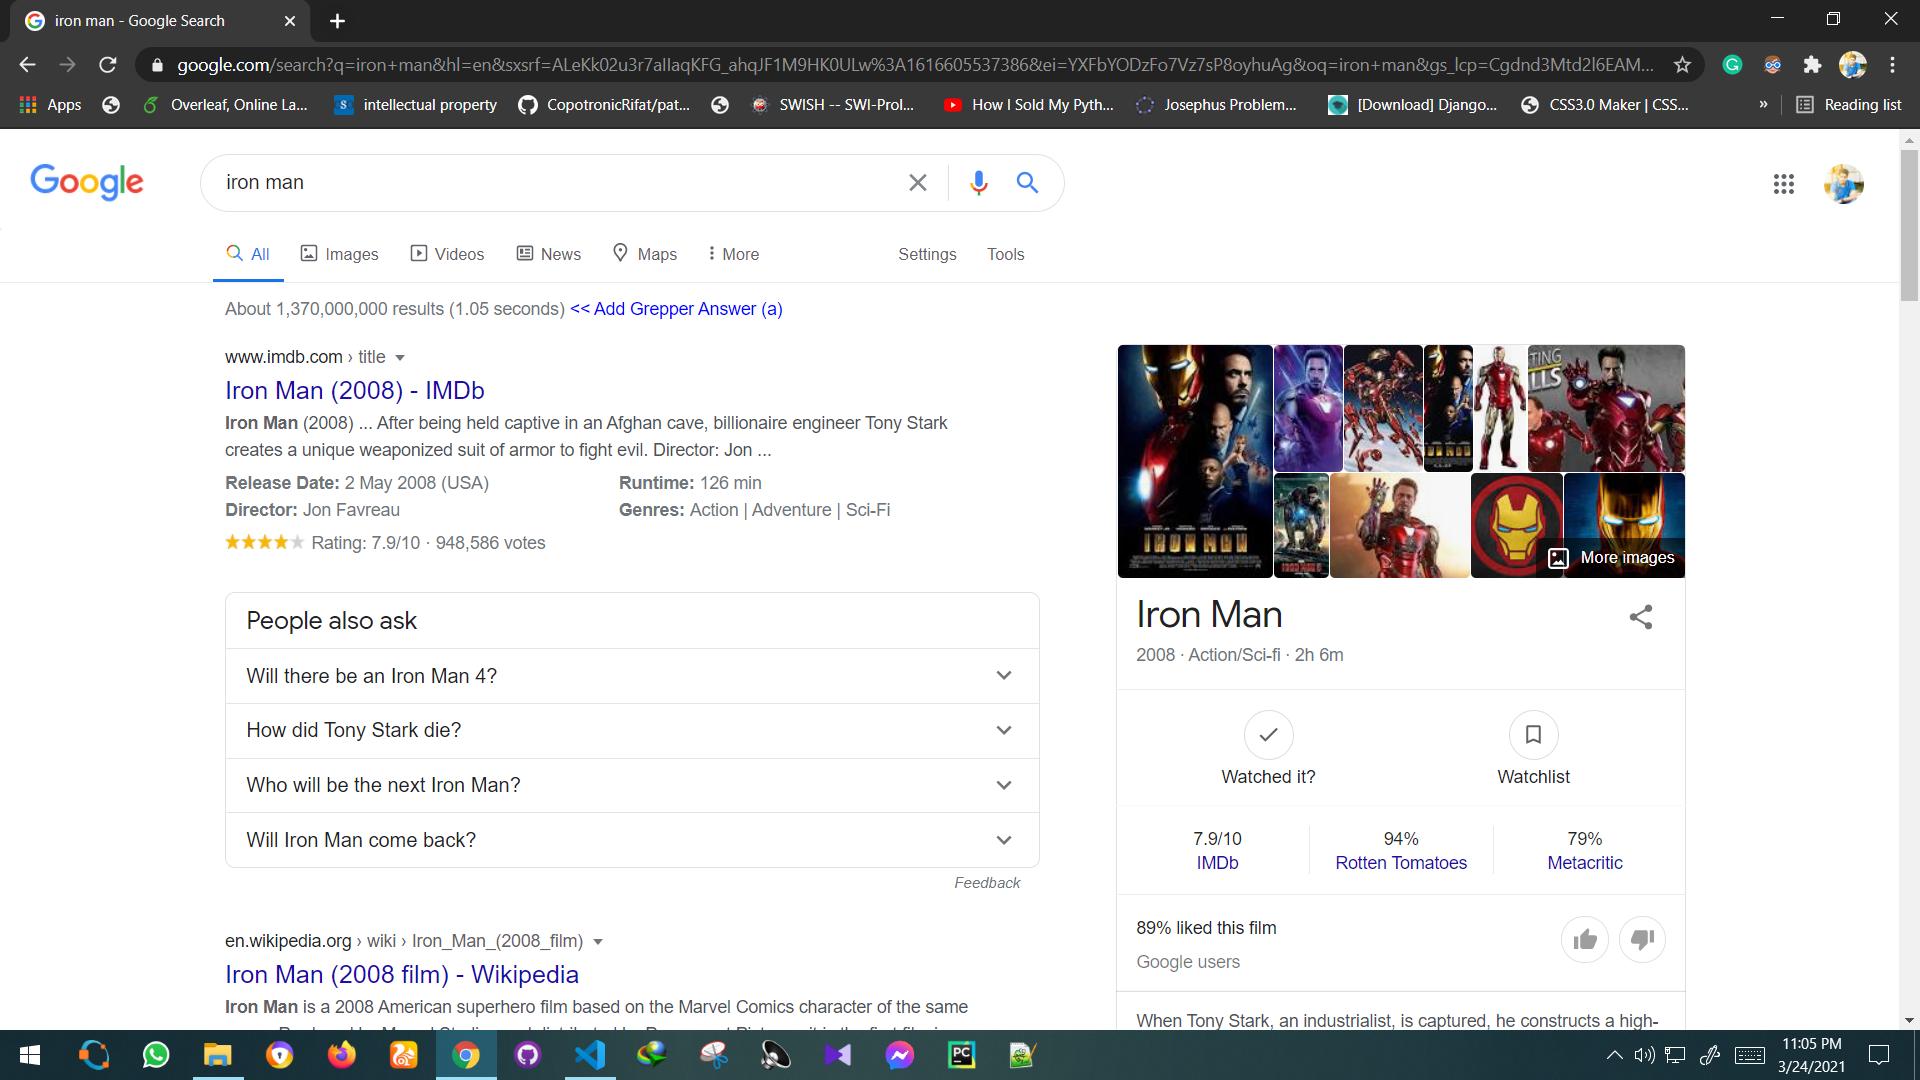 iron man - Google Search
google.com/search?q=iron+man&hl=en&sxsrf=ALeKk02u3r7aIIaqKFG_ahqJF1M9HK0ULw%3A1616605537386&ei=YXFbYODzFo7Vz7sP8oyhuAg&oq=iron+man&gs_lcp=Cgdnd3Mtd2l6EAM...
Apps
Overleaf, Online La...
intellectual property
CopotronicRifat/pat...
SWISH -- SWI-Prol...
How I Sold My Pyth...
Josephus Problem...
[Download] Django...
CSS3.0 Maker | CSS...
»
Reading list
Google
iron man
All
Images
Videos
News
Maps
More
Settings
Tools
About 1,370,000,000 results (1.05 seconds) << Add Grepper Answer (a)
www.imdb.com › title
Iron Man (2008) - IMDb
Iron Man (2008) ... After being held captive in an Afghan cave, billionaire engineer Tony Stark
creates a unique weaponized suit of armor to fight evil. Director: Jon ...
Release Date: 2 May 2008 (USA)
Runtime: 126 min
Director: Jon Favreau
Genres: Action | Adventure | Sci-Fi
Rating: 7.9/10 · 948,586 votes
People also ask
Will there be an Iron Man 4?
How did Tony Stark die?
Who will be the next Iron Man?
Will Iron Man come back?
Feedback
en.wikipedia.org › wiki › Iron_Man_(2008_film)
Iron Man (2008 film) - Wikipedia
Iron Man is a 2008 American superhero film based on the Marvel Comics character of the same
IRON MAN
More images
Iron Man
2008 · Action/Sci-fi · 2h 6m
Watched it?
Watchlist
7.9/10
IMDb
94%
Rotten Tomatoes
79%
Metacritic
89% liked this film
Google users
When Tony Stark, an industrialist, is captured, he constructs a high-
PC
11:05 PM
3/24/2021